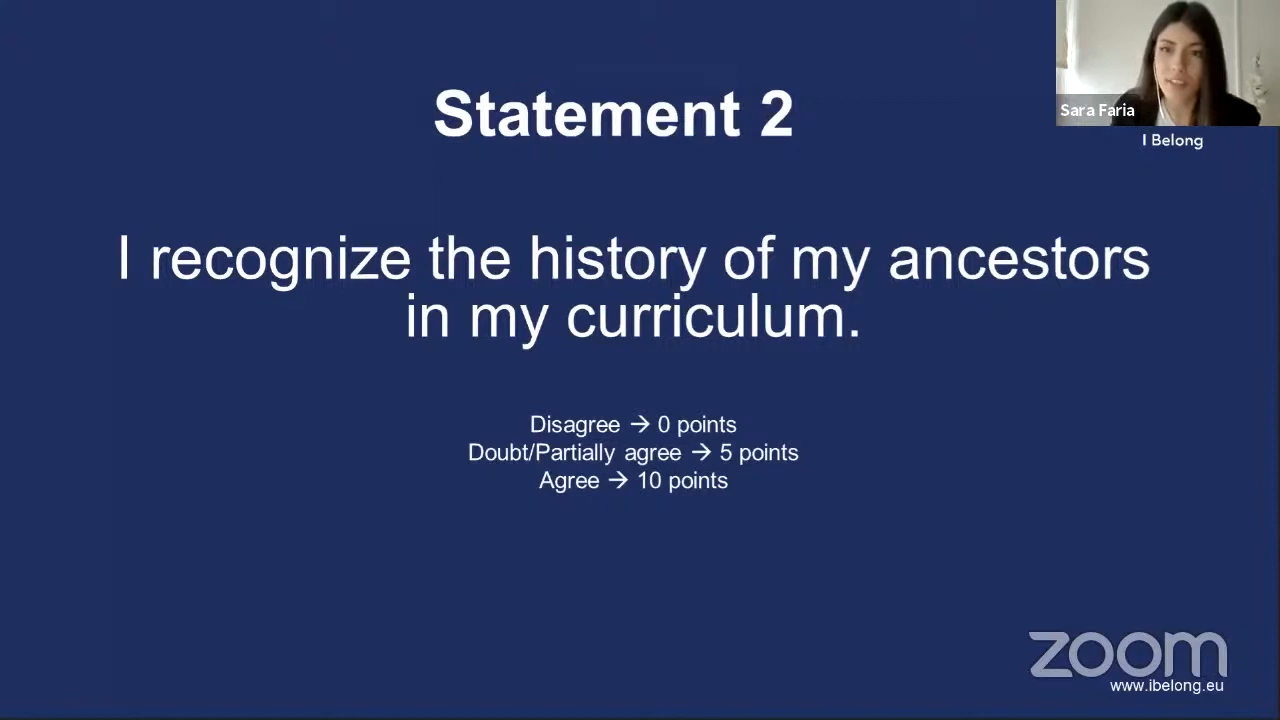 Statement 2
Sara Faria
I Belong
I recognize the history of my ancestors
in my curriculum.
Disagree → 0 points
Doubt/Partially agree → 5 points
Agree → 10 points
zoom
www.ibelong.eu